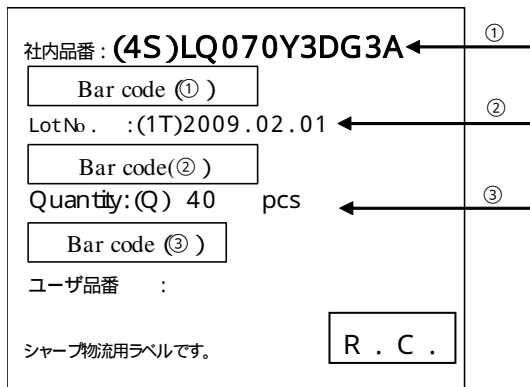 社内品番 : (4S)LQ070Y3DG3A ①
Bar code (①)
LotNo. :(1T)2009.02.01 ②
Bar code(②)
Quantity:(Q) 40 pcs ③
Bar code (③)
ユーザ品番 :
シャープ物流用ラベルです。 R.C.